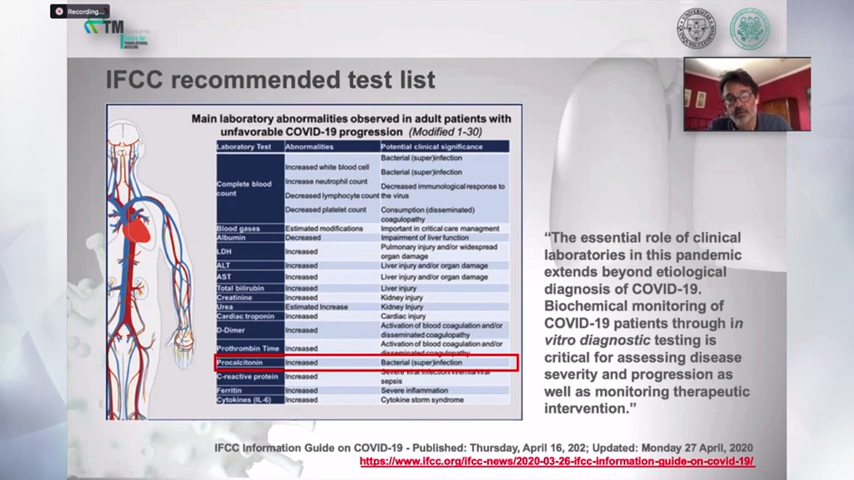 Recording...
TM
IFCC recommended test list
Main laboratory abnormalities observed in adult patients with
unfavorable COVID-19 progression (Modified 1-30)
Laboratory Test Abnormalities Potential clinical significance
Complete blood
count
Increased white blood cell
Increase neutrophil count
Decreased lymphocyte count
Decreased platelet count
Bacterial (super)infection
Bacterial (super)infection
Decreased immunological response to
the virus
Consumption (disseminated)
coagulopathy
Blood gases Estimated modifications Important in critical care managment
Albumin Decreased Impairment of liver function
LDH Increased Pulmonary injury and/or widespread
organ damage
ALT Increased Liver injury and/or organ damage
AST Increased Liver injury and/or organ damage
Total bilirubin Increased Liver injury
Creatinine Increased Kidney injury
Urea Estimated Increase Kidney Injury
Cardiac troponin Increased Cardiac injury
D-Dimer Increased Activation of blood coagulation and/or
disseminated coagulopathy
Prothrombin Time Increased Activation of blood coagulation and/or
disseminated coagulopathy
Procalcitonin Increased Bacterial (super)infection
C-reactive protein Increased Severe viral infection
sepsis
Ferritin Increased Severe inflammation
Cytokines (IL-6) Increased Cytokine storm syndrome
“The essential role of clinical
laboratories in this pandemic
extends beyond etiological
diagnosis of COVID-19.
Biochemical monitoring of
COVID-19 patients through in
vitro diagnostic testing is
critical for assessing disease
severity and progression as
well as monitoring therapeutic
intervention.”
IFCC Information Guide on COVID-19 - Published: Thursday, April 16, 202; Updated: Monday 27 April, 2020
https://www.ifcc.org/ifcc-news/2020-03-26-ifcc-information-guide-on-covid-19/